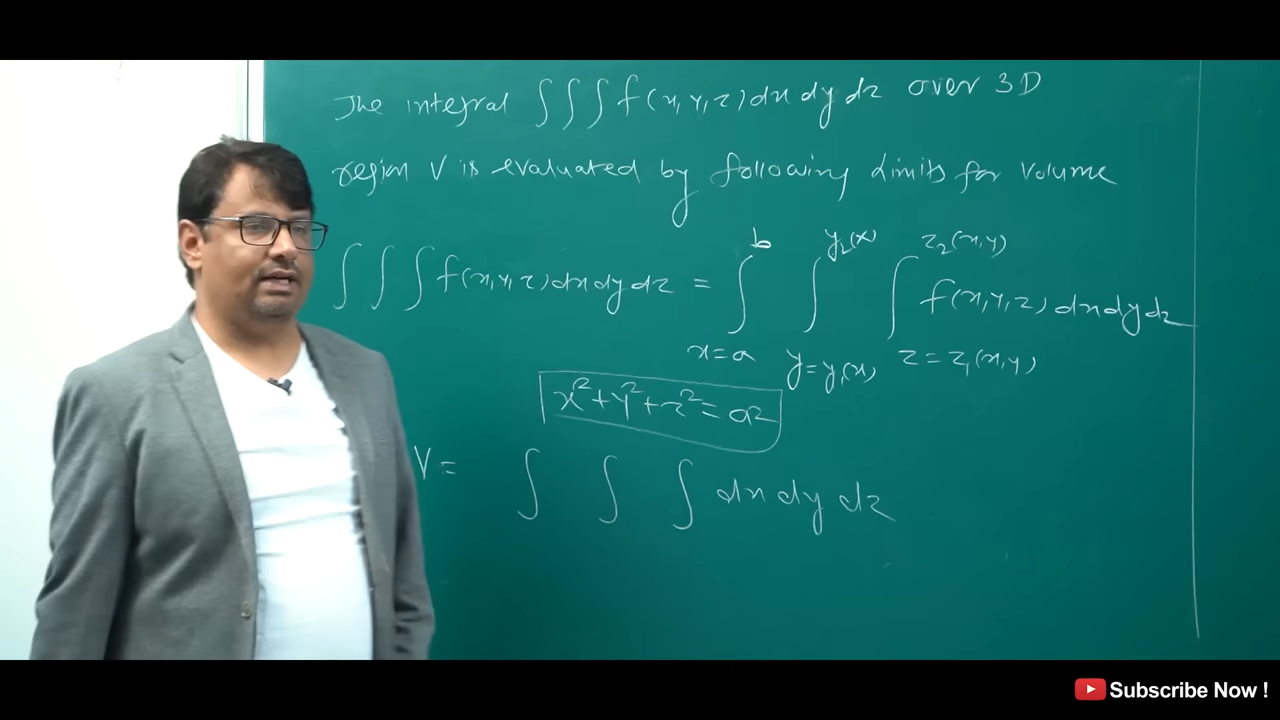 The integral ∫∫∫ f(x,y,z) dx dy dz over 3D
region V is evaluated by following Limits for volume
∫∫∫ f(x,y,z) dx dy dz = ∫_{x=a}^{b} ∫_{y=y₁(x)}^{y₂(x)} ∫_{z=z₁(x,y)}^{z₂(x,y)} f(x,y,z) dx dy dz
x²+y²+z²=a²
V = ∫ ∫ ∫ dx dy dz
Subscribe Now !